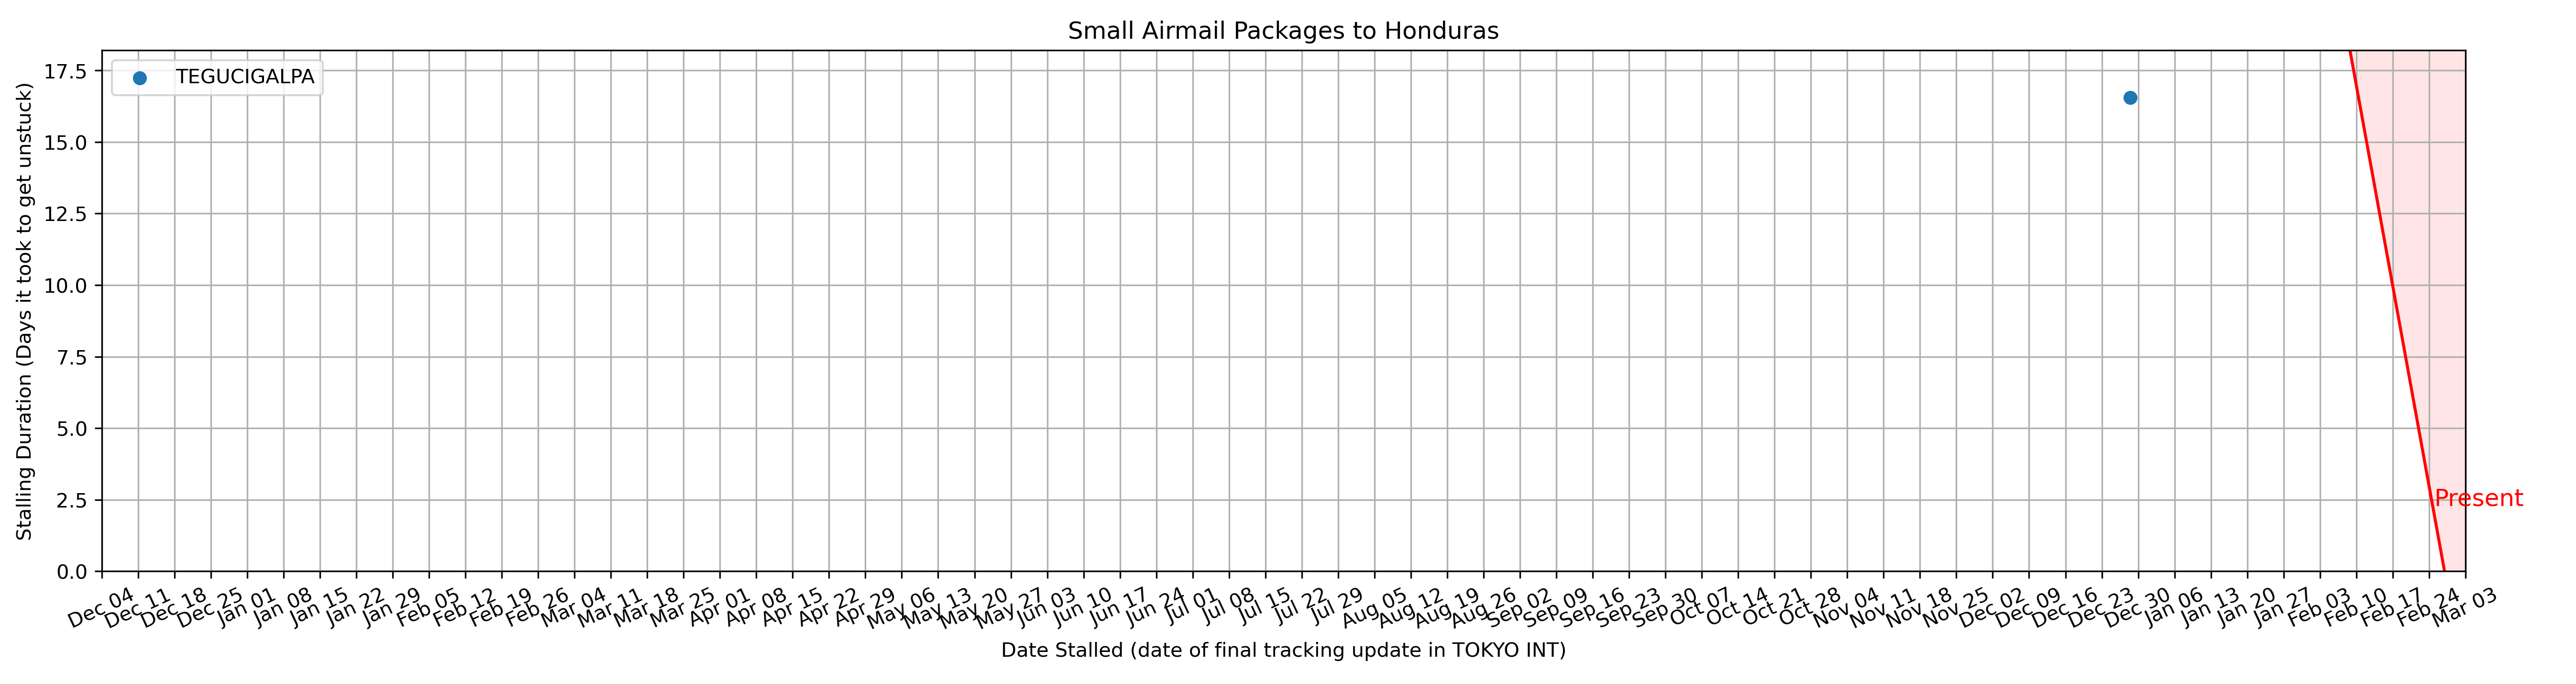 Small Airmail Packages to Honduras
TEGUCIGALPA
Stalling Duration (Days it took to get unstuck)
17.5
15.0
12.5
10.0
7.5
5.0
2.5
0.0
Present
Dec 04 Dec 11 Dec 18 Dec 25 Jan 01 Jan 08 Jan 15 Jan 22 Jan 29 Feb 05 Feb 12 Feb 19 Feb 26 Mar 04 Mar 11 Mar 18 Mar 25 Apr 01 Apr 08 Apr 15 Apr 22 Apr 29 May 06 May 13 May 20 May 27 Jun 03 Jun 10 Jun 17 Jun 24 Jul 01 Jul 08 Jul 15 Jul 22 Jul 29 Aug 05 Aug 12 Aug 19 Aug 26 Sep 02 Sep 09 Sep 16 Sep 23 Sep 30 Oct 07 Oct 14 Oct 21 Oct 28 Nov 04 Nov 11 Nov 18 Nov 25 Dec 02 Dec 09 Dec 16 Dec 23 Dec 30 Jan 06 Jan 13 Jan 20 Jan 27 Feb 03 Feb 10 Feb 17 Feb 24 Mar 03
Date Stalled (date of final tracking update in TOKYO INT)